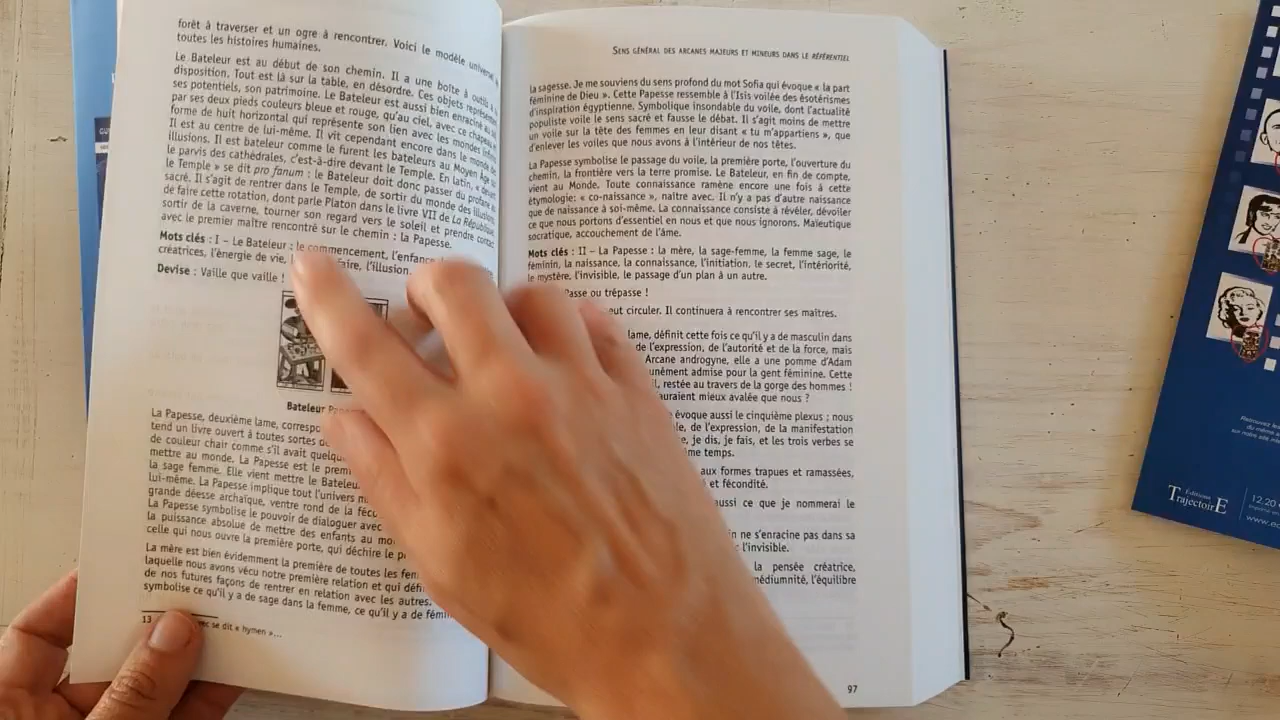 forêt à traverser et un ogre à rencontrer. Voici le modèle universel
toutes les histoires humaines.
Le Bateleur est au début de son chemin. Il a une boîte à outils à sa
disposition. Tout est là sur la table, en désordre. Ces objets représentent
ses potentiels, son patrimoine. Le Bateleur est aussi bien enraciné au sol
par ses deux pieds couleurs bleue et rouge, qu'au ciel, avec ce chapeau en
forme de huit horizontal qui représente son lien avec les mondes infinis
Il est au centre de lui-même. Il vit cependant encore dans le monde des
illusions. Il est bateleur comme le furent les bateleurs au Moyen Âge sur
le parvis des cathédrales, c'est-à-dire devant le Temple. En latin, « devant
le Temple » se dit pro fanum : le Bateleur doit donc passer du profane au
sacré. Il s'agit de rentrer dans le Temple, de sortir du monde des illusions
de faire cette rotation, dont parle Platon dans le livre VII de La République
sortir de la caverne, tourner son regard vers le soleil et prendre contact
avec le premier maître rencontré sur le chemin : la Papesse.
Mots clés : I – Le Bateleur : le commencement, l'enfance
créatrices, l'énergie de vie, faire, l'illusion
Devise : Vaille que vaille !
Bateleur
La Papesse, deuxième lame,
tend un livre ouvert à toutes sortes
de couleur chair comme s'il avait
mettre au monde. La Papesse est le
la sage femme. Elle vient mettre le
lui-même. La Papesse implique tout l'univers
grande déesse archaïque, ventre rond de la
La Papesse symbolise le pouvoir de dialoguer avec
la puissance absolue de mettre des enfants au
celle qui nous ouvre la première porte, qui déchire le
La mère est bien évidemment la première de toutes les
laquelle nous avons vécu notre première relation et qui
de nos futures façons de rentrer en relation avec les autres.
symbolise ce qu'il y a de sage dans la femme, ce qu'il y a de
13 se dit « hymen »...
SENS GÉNÉRAL DES ARCANES MAJEURS ET MINEURS DANS LE RÉFÉRENTIEL
la sagesse. Je me souviens du sens profond du mot Sofia qui évoque « la part
féminine de Dieu ». Cette Papesse ressemble à l'Isis voilée des ésotérismes
d'inspiration égyptienne. Symbolique insondable du voile, dont l'actualité
populiste voile le sens sacré et fausse le débat. Il s'agit moins de mettre
un voile sur la tête des femmes en leur disant « tu m'appartiens », que
d'enlever les voiles que nous avons à l'intérieur de nos têtes.
La Papesse symbolise le passage du voile, la première porte, l'ouverture du
chemin, la frontière vers la terre promise. Le Bateleur, en fin de compte,
vient au Monde. Toute connaissance ramène encore une fois à cette
étymologie: « co-naissance », naître avec. Il n'y a pas d'autre naissance
que de naissance à soi-même. La connaissance consiste à révéler, dévoiler
ce que nous portons d'essentiel en nous et que nous ignorons. Maïeutique
socratique, accouchement de l'âme.
Mots clés : II – La Papesse : la mère, la sage-femme, la femme sage, le
féminin, la naissance, la connaissance, l'initiation, le secret, l'intériorité,
le mystère, l'invisible, le passage d'un plan à un autre.
Passe ou trépasse !
peut circuler. Il continuera à rencontrer ses maîtres.
lame, définit cette fois ce qu'il y a de masculin dans
de l'expression, de l'autorité et de la force, mais
Arcane androgyne, elle a une pomme d'Adam
admise pour la gent féminine. Cette
restée au travers de la gorge des hommes !
auraient mieux avalée que nous ?
évoque aussi le cinquième plexus ; nous
de l'expression, de la manifestation
je dis, je fais, et les trois verbes se
temps.
aux formes trapues et ramassées,
et fécondité.
aussi ce que je nommerai le
ne s'enracine pas dans sa
l'invisible.
la pensée créatrice,
médiumnité, l'équilibre
97
Retrouvez
du même
sur notre site
Éditions
TrajectoirE
12,20
www.